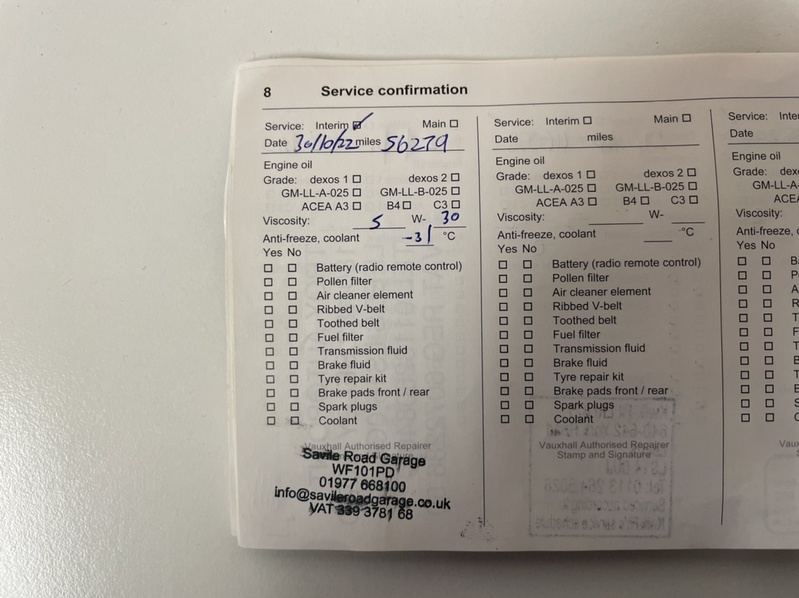 8 Service confirmation
Service: Interim ☑ Main ☐
Date 30/10/22 miles 56279
Engine oil
Grade: dexos 1 ☐ dexos 2 ☐
GM-LL-A-025 ☐ GM-LL-B-025 ☐
ACEA A3 ☐ B4 ☐ C3 ☐
Viscosity: 5 W- 30
Anti-freeze, coolant -31 °C
Yes No
☐ ☐ Battery (radio remote control)
☐ ☐ Pollen filter
☐ ☐ Air cleaner element
☐ ☐ Ribbed V-belt
☐ ☐ Toothed belt
☐ ☐ Fuel filter
☐ ☐ Transmission fluid
☐ ☐ Brake fluid
☐ ☐ Tyre repair kit
☐ ☐ Brake pads front / rear
☐ ☐ Spark plugs
☐ ☐ Coolant
Vauxhall Authorised Repairer
Savile Road Garage
WF101PD
01977 668100
info@savileroadgarage.co.uk
VAT 339 3781 68
Service: Interim ☐ Main ☐
Date miles
Engine oil
Grade: dexos 1 ☐ dexos 2 ☐
GM-LL-A-025 ☐ GM-LL-B-025 ☐
ACEA A3 ☐ B4 ☐ C3 ☐
Viscosity: W-
Anti-freeze, coolant °C
Yes No
☐ ☐ Battery (radio remote control)
☐ ☐ Pollen filter
☐ ☐ Air cleaner element
☐ ☐ Ribbed V-belt
☐ ☐ Toothed belt
☐ ☐ Fuel filter
☐ ☐ Transmission fluid
☐ ☐ Brake fluid
☐ ☐ Tyre repair kit
☐ ☐ Brake pads front / rear
☐ ☐ Spark plugs
☐ ☐ Coolant
Vauxhall Authorised Repairer
Stamp and Signature
Service: Inte
Date
Engine oil
Grade: dex
GM-LL-A
ACEA
Viscosity:
Anti-freeze, c
Yes No
☐ ☐ B
☐ ☐ P
☐ ☐ A
☐ ☐ R
☐ ☐ T
☐ ☐ F
☐ ☐ T
☐ ☐ B
☐ ☐ T
☐ ☐ B
☐ ☐ S
☐ ☐ C
Vaux